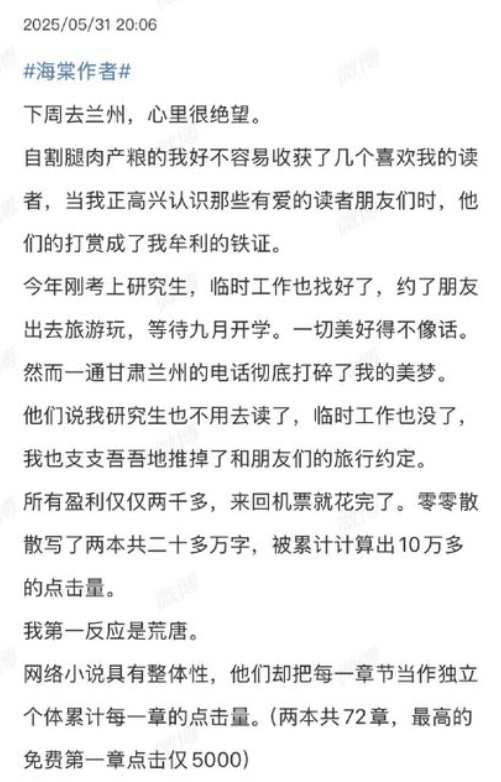 2025/05/31 20:06
#海棠作者#
下周去兰州，心里很绝望。
自割腿肉产粮的我好不容易收获了几个喜欢我的读
者，当我正高兴认识那些有爱的读者朋友们时，他
们的打赏成了我牟利的铁证。
今年刚考上研究生，临时工作也找好了，约了朋友
出去旅游玩，等待九月开学。一切美好得不像话。
然而一通甘肃兰州的电话彻底打碎了我的美梦。
他们说我研究生也不用去读了，临时工作也没了，
我也支支吾吾地推掉了和朋友们的旅行约定。
所有盈利仅仅两千多，来回机票就花完了。零零散
散写了两本共二十多万字，被累计计算出10万多
的点击量。
我第一反应是荒唐。
网络小说具有整体性，他们却把每一章节当作独立
个体累计每一章的点击量。（两本共72章，最高的
免费第一章点击仅5000）